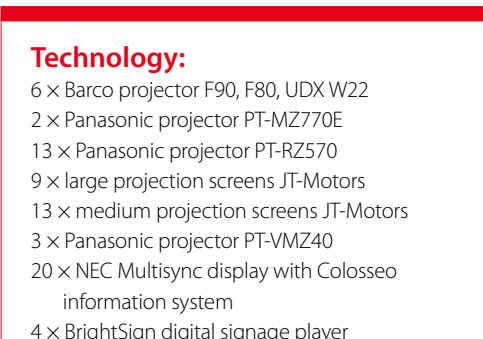 Technology:
6 × Barco projector F90, F80, UDX W22
2 × Panasonic projector PT-MZ770E
13 × Panasonic projector PT-RZ570
9 × large projection screens JT-Motors
13 × medium projection screens JT-Motors
3 × Panasonic projector PT-VMZ40
20 × NEC Multisync display with Colosseo
information system
4 × BrightSign digital signage player